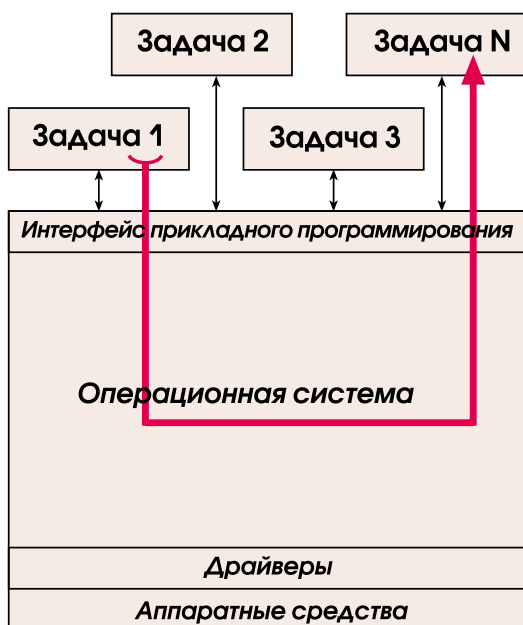 Задача 2
Задача N
Задача 1
Задача 3
Интерфейс прикладного программирования
Операционная система
Драйверы
Аппаратные средства